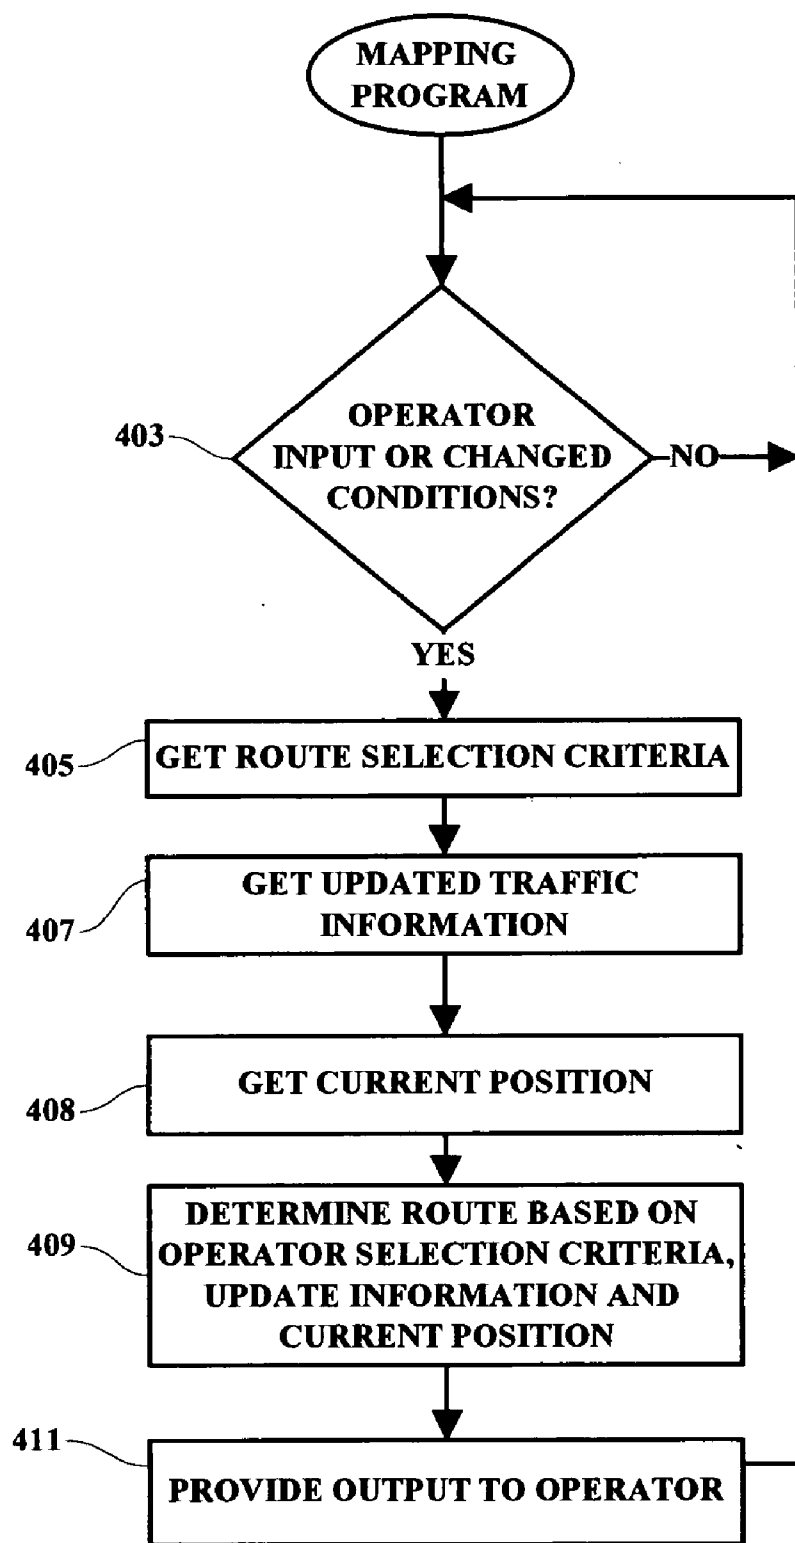 MAPPING
PROGRAM
403
OPERATOR
INPUT OR CHANGED
CONDITIONS?
NO
YES
405
GET ROUTE SELECTION CRITERIA
407
GET UPDATED TRAFFIC
INFORMATION
408
GET CURRENT POSITION
409
DETERMINE ROUTE BASED ON
OPERATOR SELECTION CRITERIA,
UPDATE INFORMATION AND
CURRENT POSITION
411
PROVIDE OUTPUT TO OPERATOR